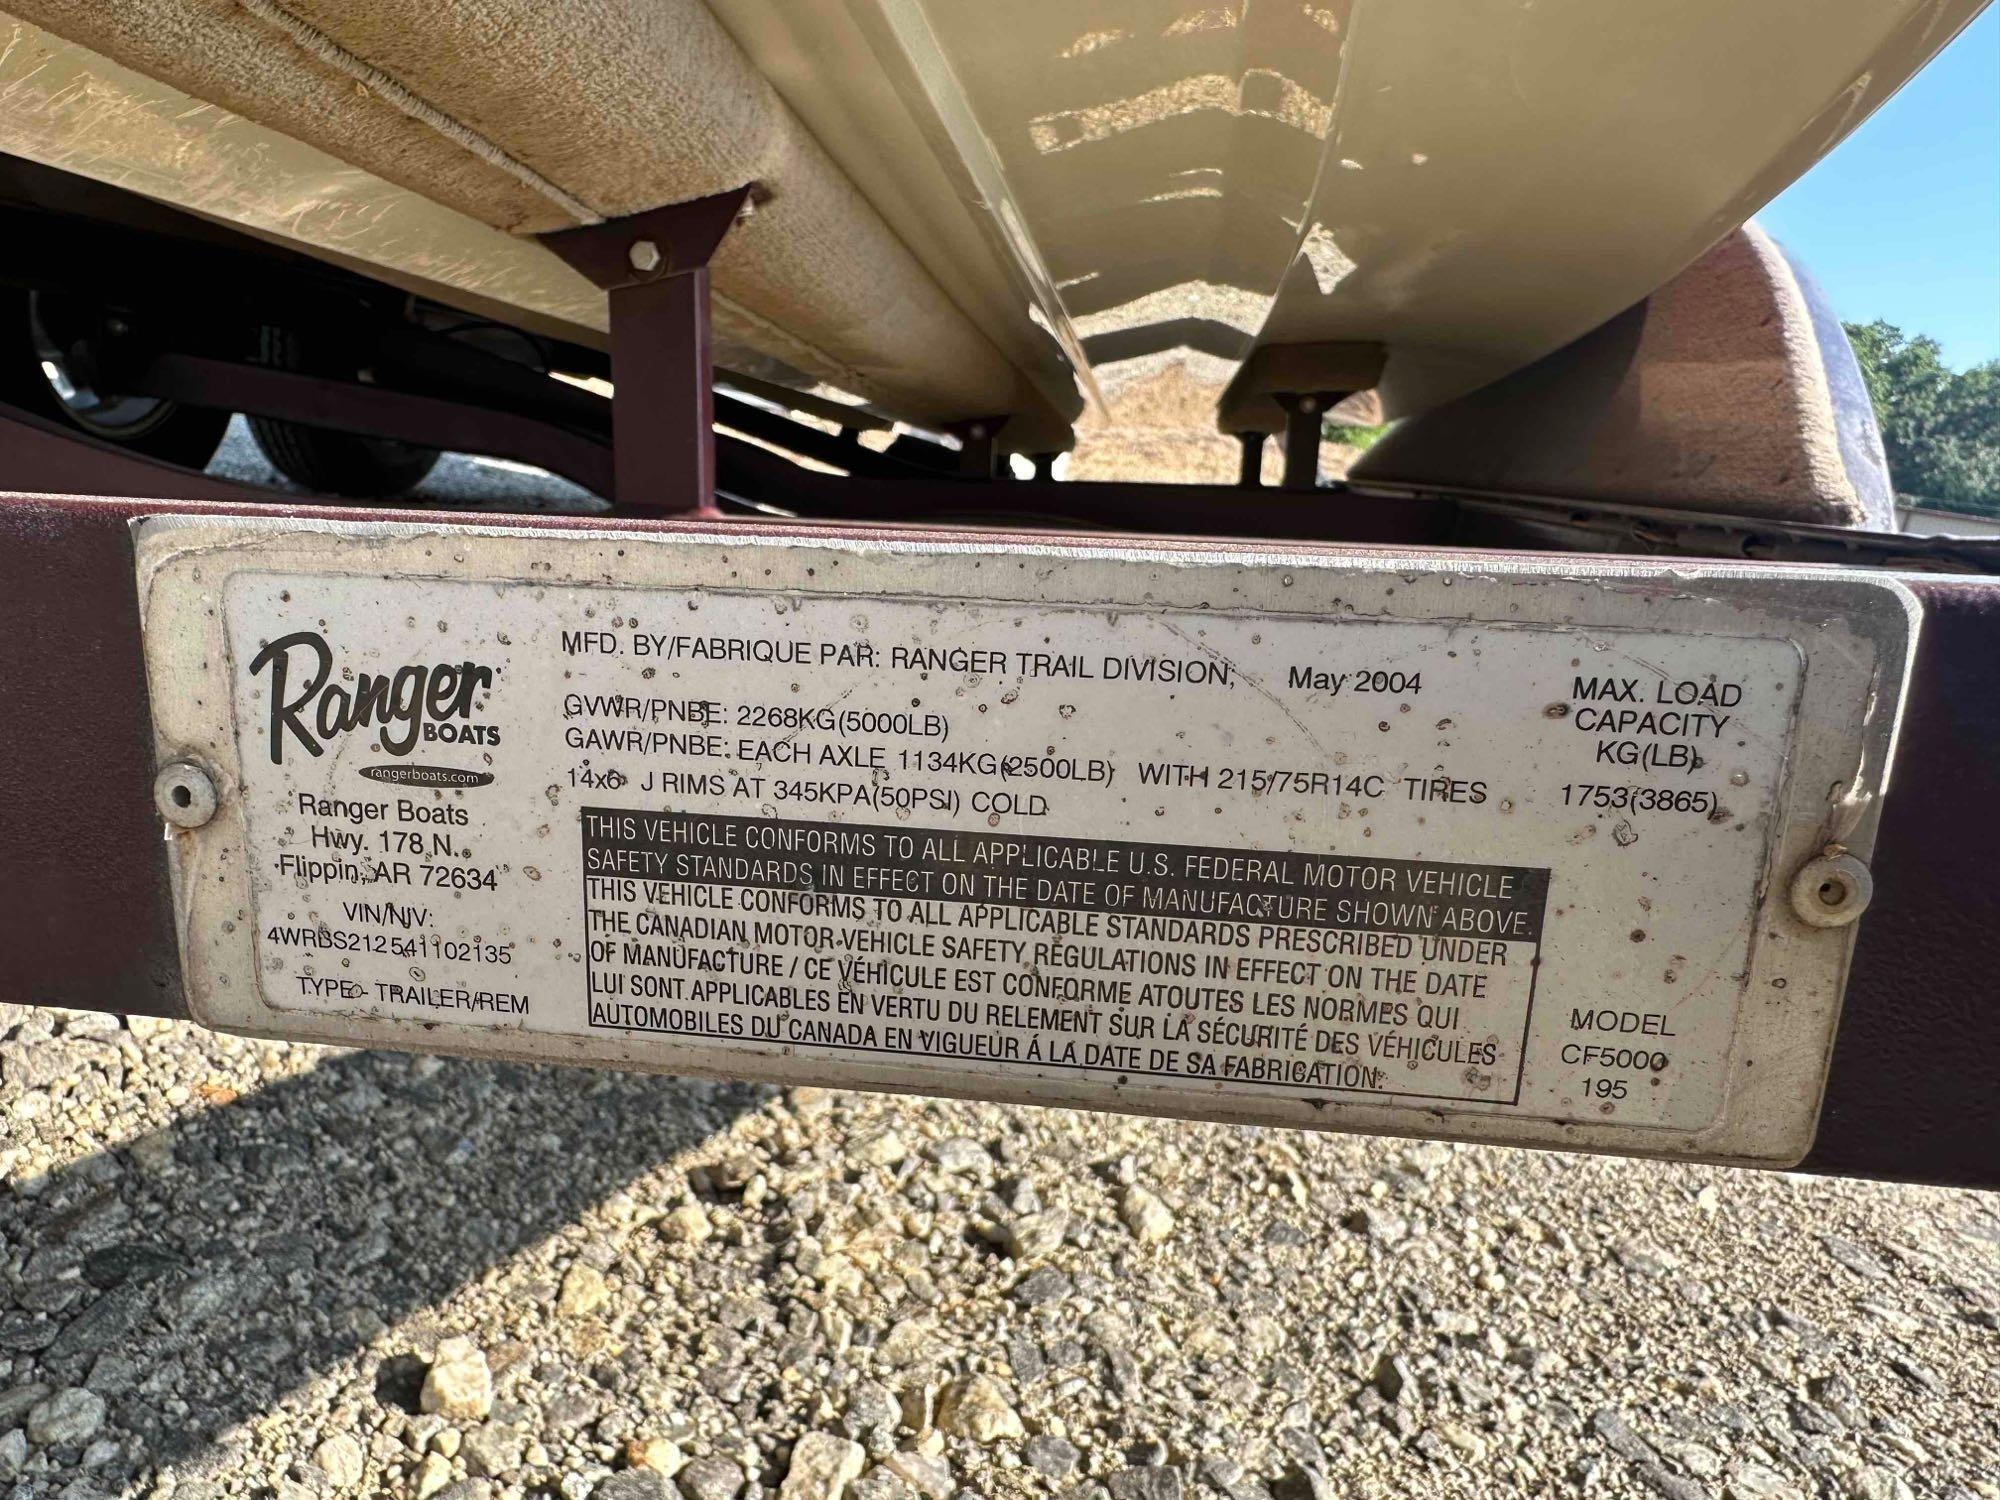 Ranger
BOATS
rangerboats.com
Ranger Boats
Hwy. 178 N.
Flippin, AR 72634
VIN/NIV:
4WRBS212541102135
TYPE - TRAILER/REM
MFD. BY/FABRIQUE PAR: RANGER TRAIL DIVISION, May 2004
GVWR/PNBE: 2268KG(5000LB)
GAWR/PNBE: EACH AXLE 1134KG(2500LB) WITH 215/75R14C TIRES
14x6 J RIMS AT 345KPA(50PSI) COLD
THIS VEHICLE CONFORMS TO ALL APPLICABLE U.S. FEDERAL MOTOR VEHICLE
SAFETY STANDARDS IN EFFECT ON THE DATE OF MANUFACTURE SHOWN ABOVE.
THIS VEHICLE CONFORMS TO ALL APPLICABLE STANDARDS PRESCRIBED UNDER
THE CANADIAN MOTOR VEHICLE SAFETY REGULATIONS IN EFFECT ON THE DATE
OF MANUFACTURE / CE VÉHICULE EST CONFORME ATOUTES LES NORMES QUI
LUI SONT APPLICABLES EN VERTU DU RELEMENT SUR LA SÉCURITÉ DES VÉHICULES
AUTOMOBILES DU CANADA EN VIGUEUR Á LA DATE DE SA FABRICATION.
MAX. LOAD
CAPACITY
KG(LB)
1753(3865)
MODEL
CF5000
195